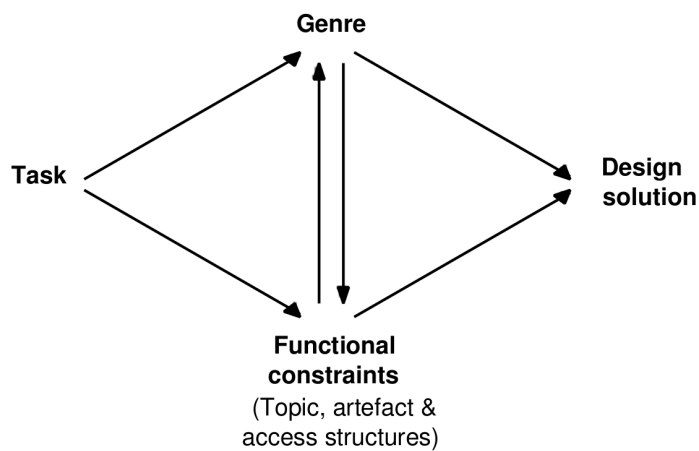 Genre
Task
Design
solution
Functional
constraints
(Topic, artefact &
access structures)